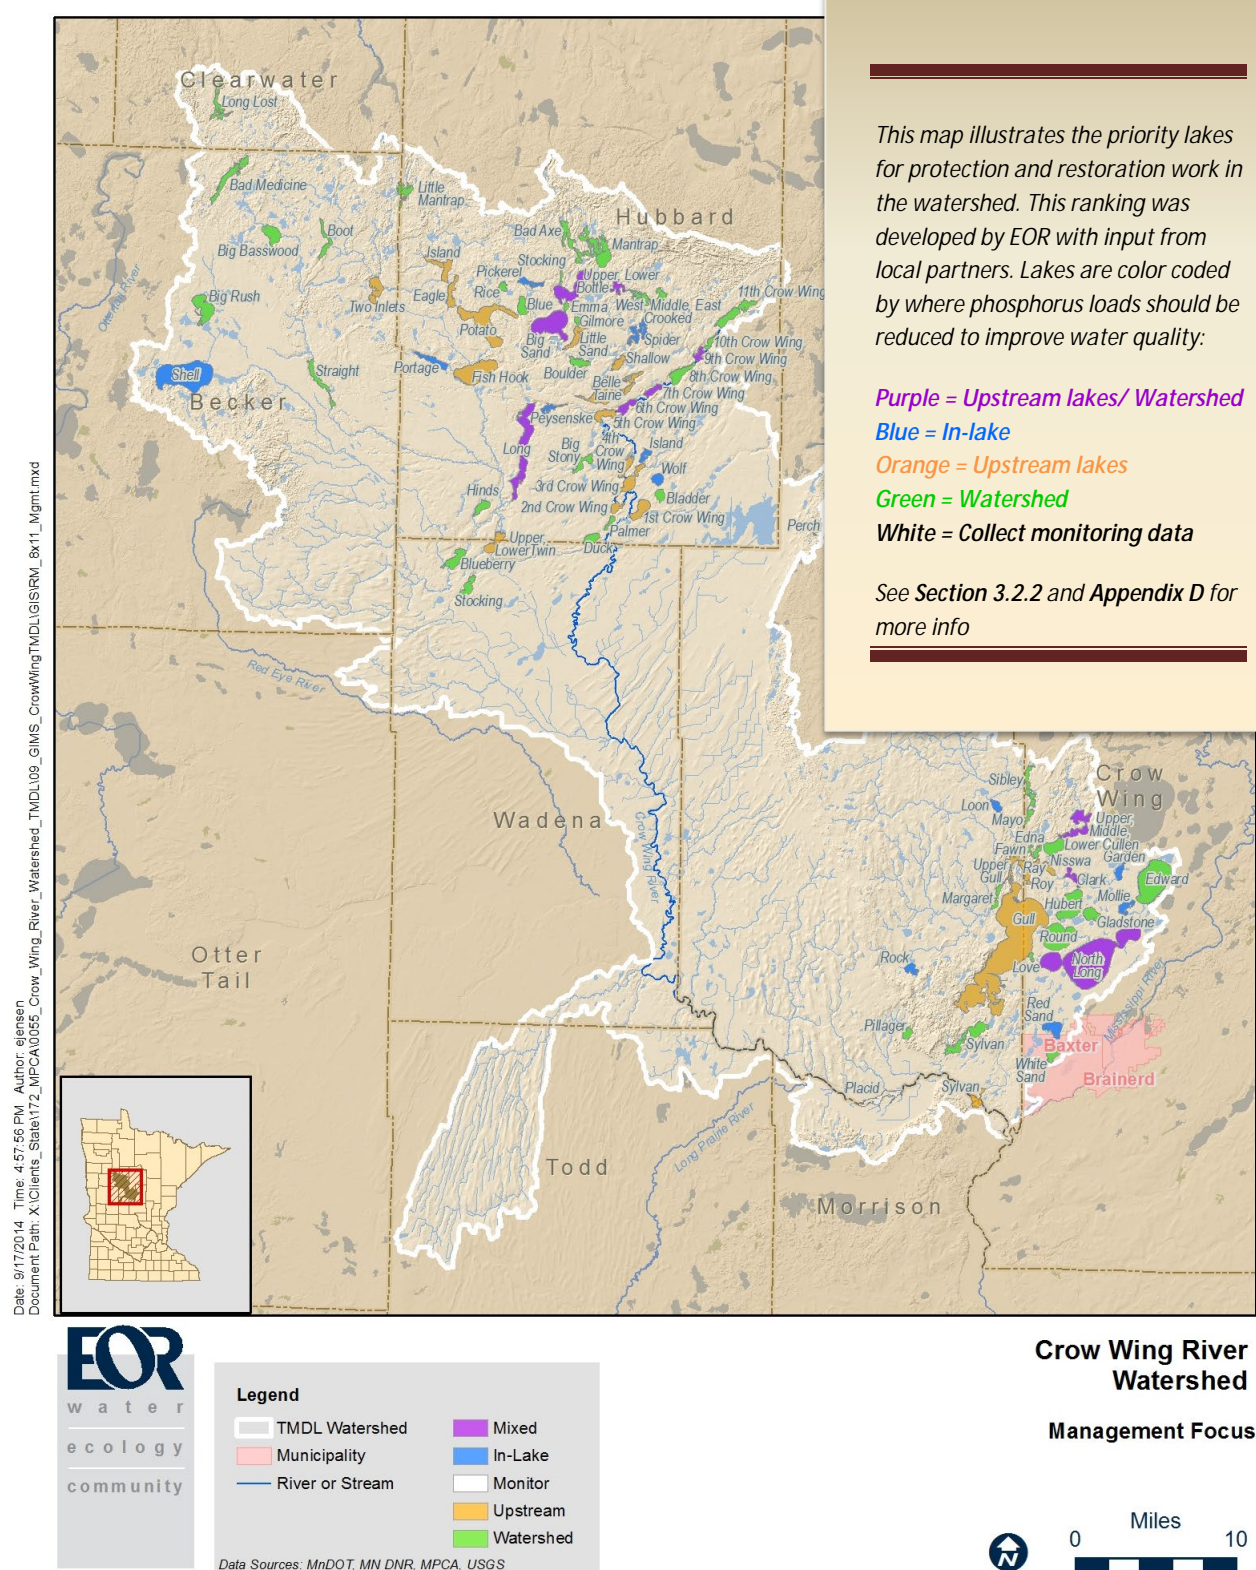 This map illustrates the priority lakes
for protection and restoration work in
the watershed. This ranking was
developed by EOR with input from
local partners. Lakes are color coded
by where phosphorus loads should be
reduced to improve water quality:
Purple = Upstream lakes/ Watershed
Blue = In-lake
Orange = Upstream lakes
Green = Watershed
White = Collect monitoring data
See Section 3.2.2 and Appendix D for
more info
Clearwater
Long Lost
Bad Medicine
Little
Mantrap
Hubbard
Big Basswood
Boot
Bad Axe
Mantrap
Island
Stocking
Pickerel
Upper Lower
Bottle
11th Crow Wing
Big Rush
Two Inlets
Eagle
Rice
Blue
Emma
West
Middle
East
Crooked
Gilmore
Potato
Big
Sand
Little
Sand
Spider
10th Crow Wing
9th Crow Wing
Shell
Straight
Portage
Fish Hook
Boulder
Shallow
8th Crow Wing
Becker
Belle
Taine
7th Crow Wing
6th Crow Wing
Peysenske
5th Crow Wing
Long
Big
Stony
4th
Crow
Wing
Island
Wolf
Hinds
3rd Crow Wing
Bladder
2nd Crow Wing
1st Crow Wing
Palmer
Perch
Upper
Lower Twin
Duck
Blueberry
Stocking
Otter Tail River
Red Eye River
Wadena
Crow Wing River
Otter
Tail
Crow
Wing
Sibley
Loon
Mayo
Upper
Middle
Lower Cullen
Edna
Fawn
Nisswa
Garden
Upper
Gull
Ray
Roy
Clark
Edward
Margaret
Hubert
Mollie
Gull
Gladstone
Round
Rock
Love
North
Long
Mississippi River
Red
Sand
Pillager
Sylvan
Baxter
White
Sand
Brainerd
Placid
Sylvan
Long Prairie River
Todd
Morrison
Date: 9/17/2014 Time: 4:57:56 PM Author: ejensen
Document Path: X:\Clients_State\172_MPCA\0055_Crow_Wing_River_Watershed_TMDL\09_GIMS_CrowWingTMDL\GIS\RM_8x11_Mgmt.mxd
EOR
water
ecology
community
Legend
TMDL Watershed
Municipality
River or Stream
Mixed
In-Lake
Monitor
Upstream
Watershed
Data Sources: MnDOT, MN DNR, MPCA, USGS
Crow Wing River
Watershed
Management Focus
N
Miles
0 10